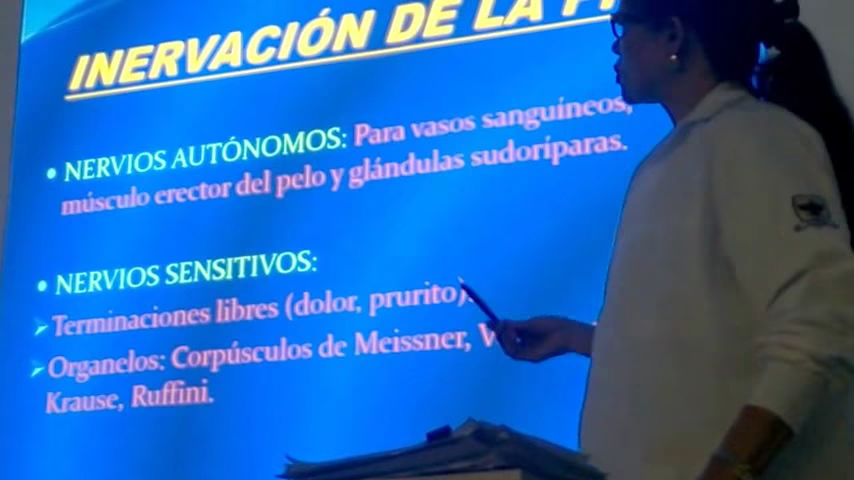 INERVACIÓN DE LA
• NERVIOS AUTÓNOMOS: Para vasos sanguíneos,
músculo erector del pelo y glándulas sudoríparas.
• NERVIOS SENSITIVOS:
➢ Terminaciones libres (dolor, prurito).
➢ Organelos: Corpúsculos de Meissner,
Krause, Ruffini.